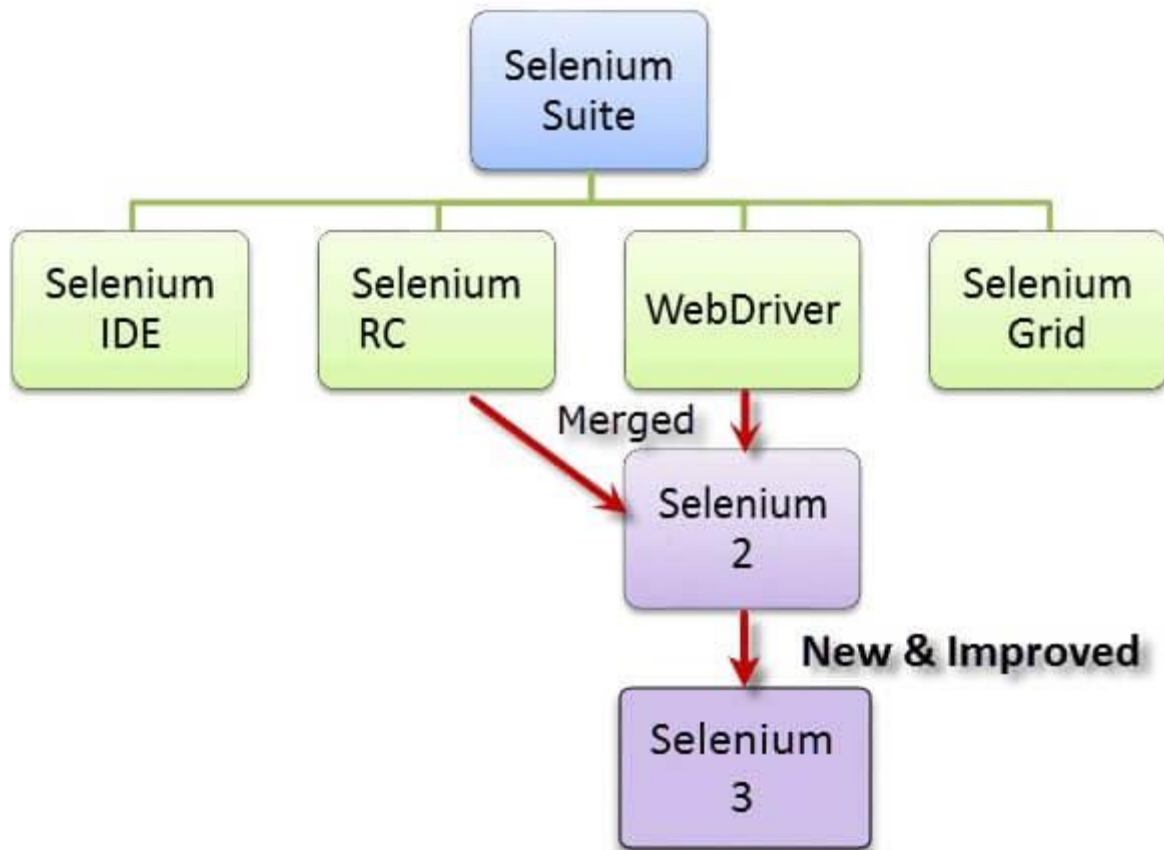 Selenium
Suite
Selenium
IDE
Selenium
RC
WebDriver
Selenium
Grid
Merged
Selenium
2
New & Improved
Selenium
3